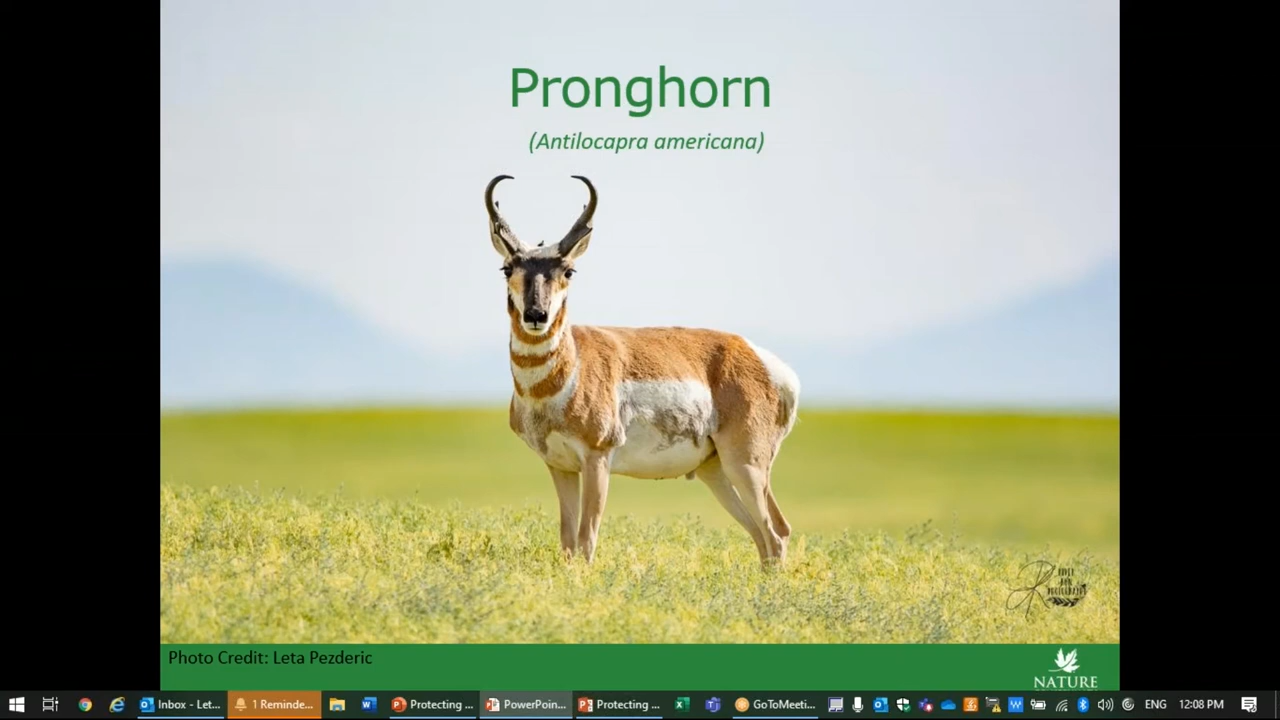 Pronghorn
(Antilocapra americana)
Photo Credit: Leta Pezderic
NATURE
Inbox - Let...
1 Reminde...
Protecting ...
PowerPoin...
Protecting ...
GoToMeeti...
ENG
12:08 PM